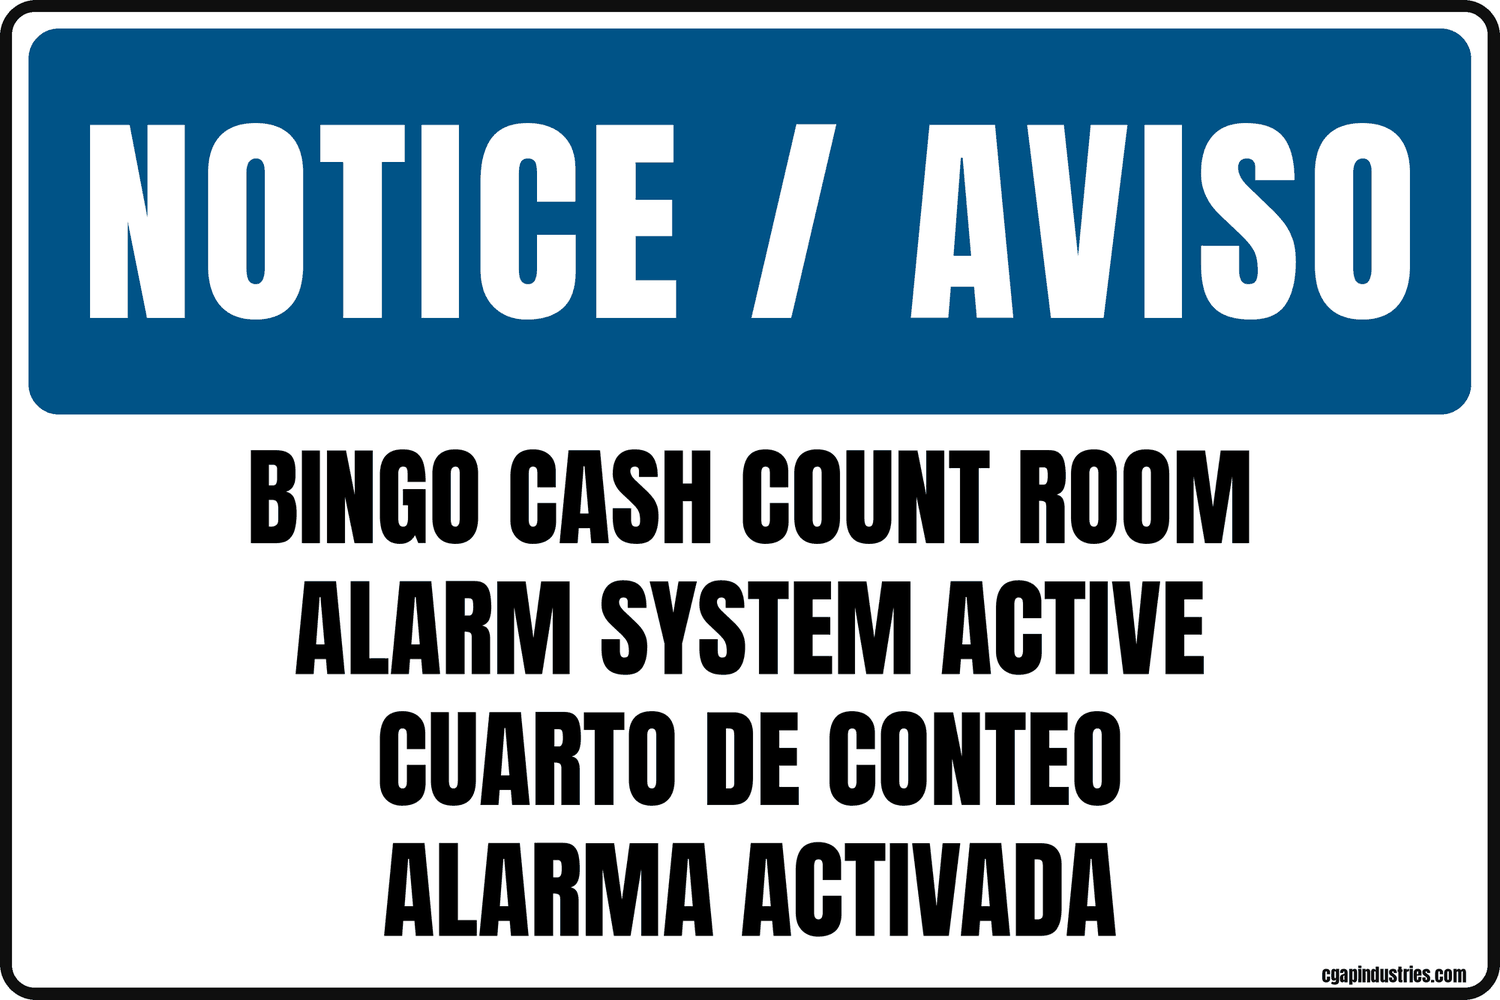 NOTICE / AVISO
BINGO CASH COUNT ROOM
ALARM SYSTEM ACTIVE
CUARTO DE CONTEO
ALARMA ACTIVADA
cgapindustries.com